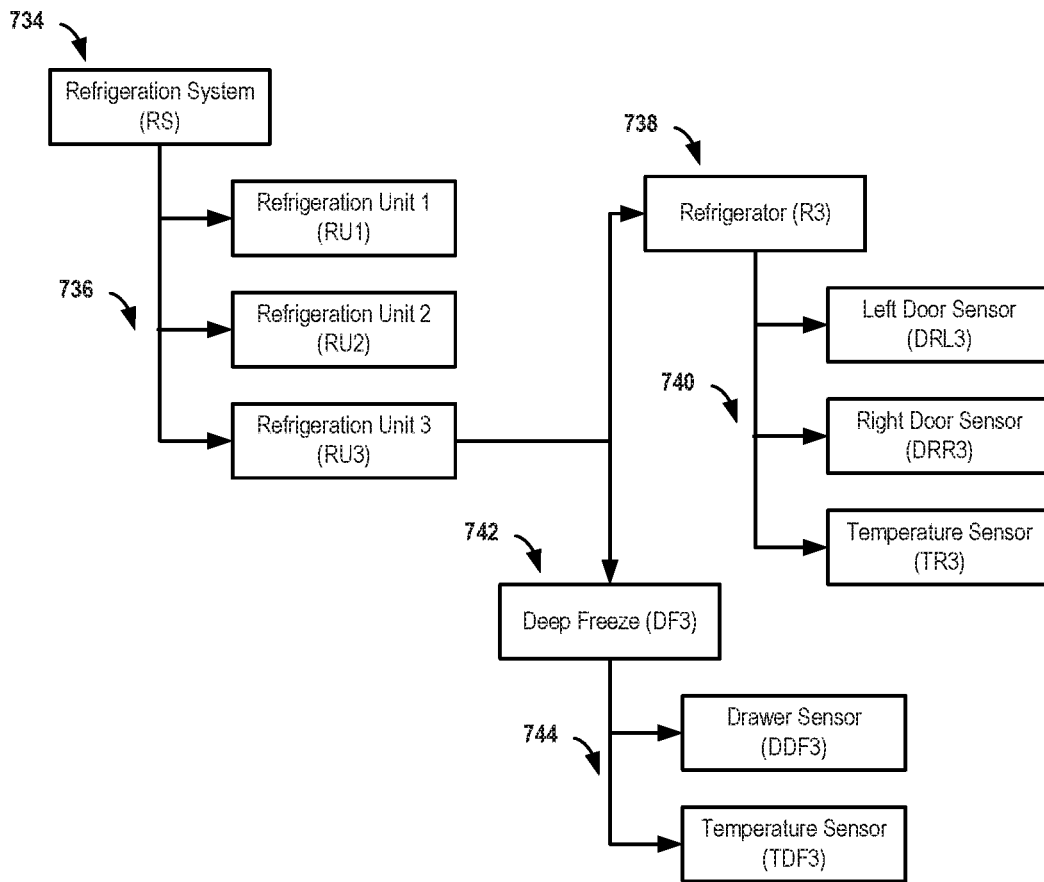 734
Refrigeration System
(RS)
738
Refrigeration Unit 1
(RU1)
Refrigerator (R3)
736
Refrigeration Unit 2
(RU2)
Left Door Sensor
(DRL3)
740
Refrigeration Unit 3
(RU3)
Right Door Sensor
(DRR3)
742
Temperature Sensor
(TR3)
Deep Freeze (DF3)
744
Drawer Sensor
(DDF3)
Temperature Sensor
(TDF3)